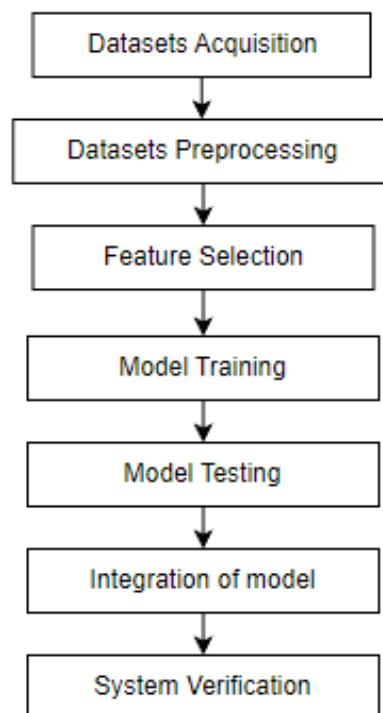 Datasets Acquisition
Datasets Preprocessing
Feature Selection
Model Training
Model Testing
Integration of model
System Verification